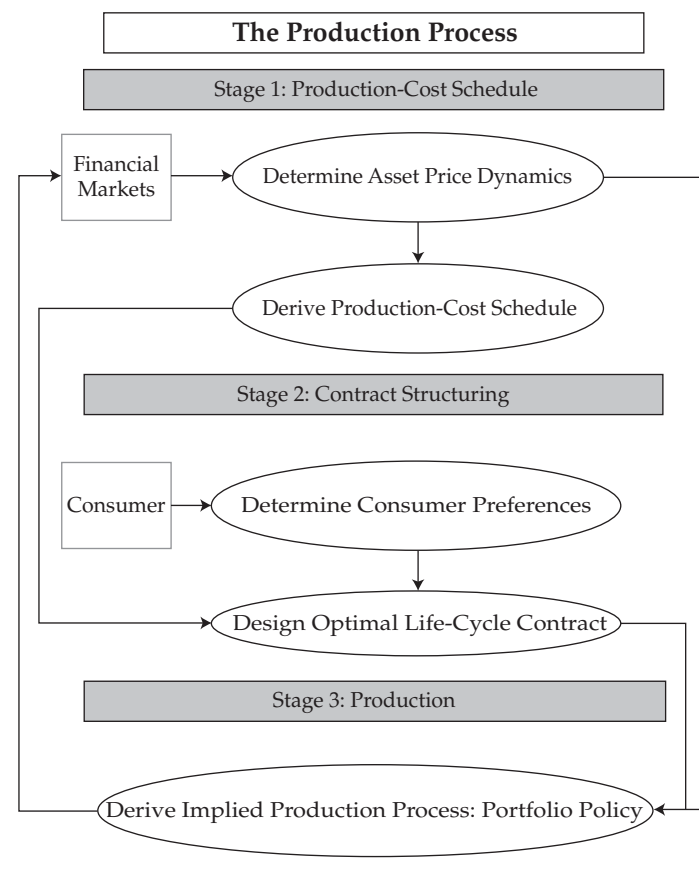 The Production Process
Stage 1: Production-Cost Schedule
Financial
Markets
Determine Asset Price Dynamics
Derive Production-Cost Schedule
Stage 2: Contract Structuring
Consumer
Determine Consumer Preferences
Design Optimal Life-Cycle Contract
Stage 3: Production
Derive Implied Production Process: Portfolio Policy